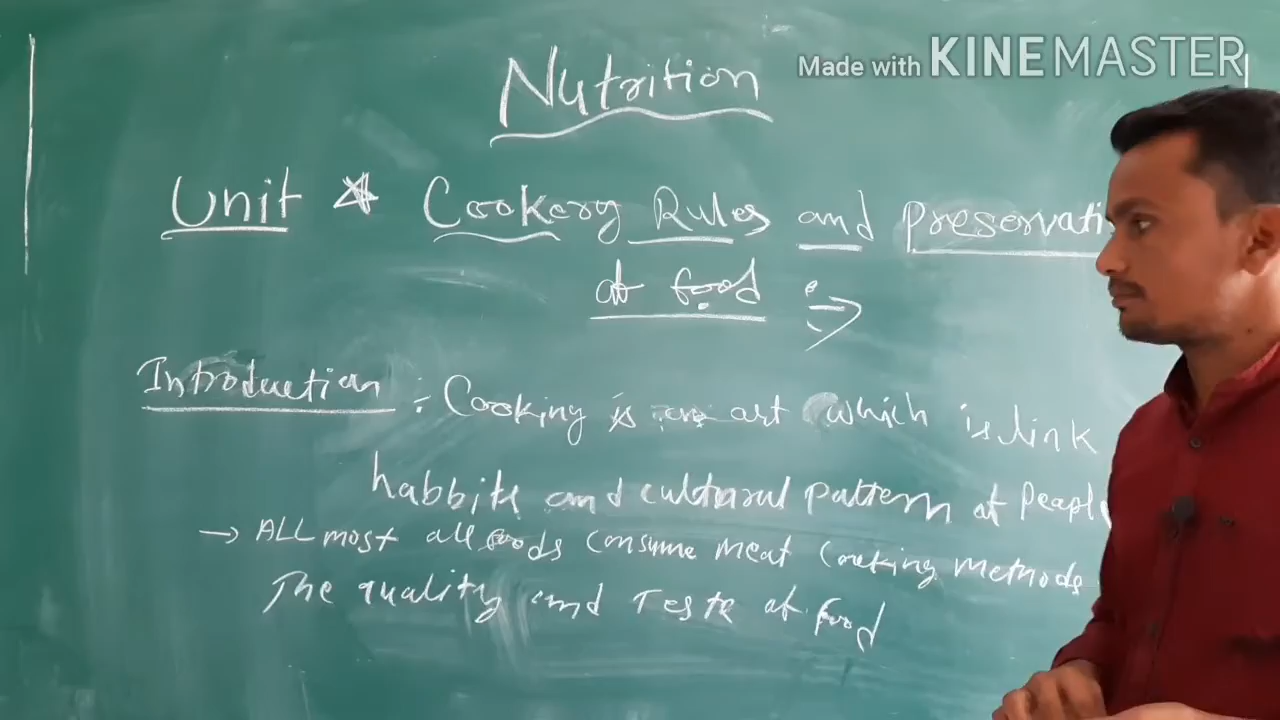 Made with KINEMASTER
Nutrition
Unit * Cookery Rules and Preservati
of food :→
Introduction :- Cooking is an art which is link
habbits and cultural pattern of People
→ ALL most all foods consume meat Cooking methods
The quality and Teste of food